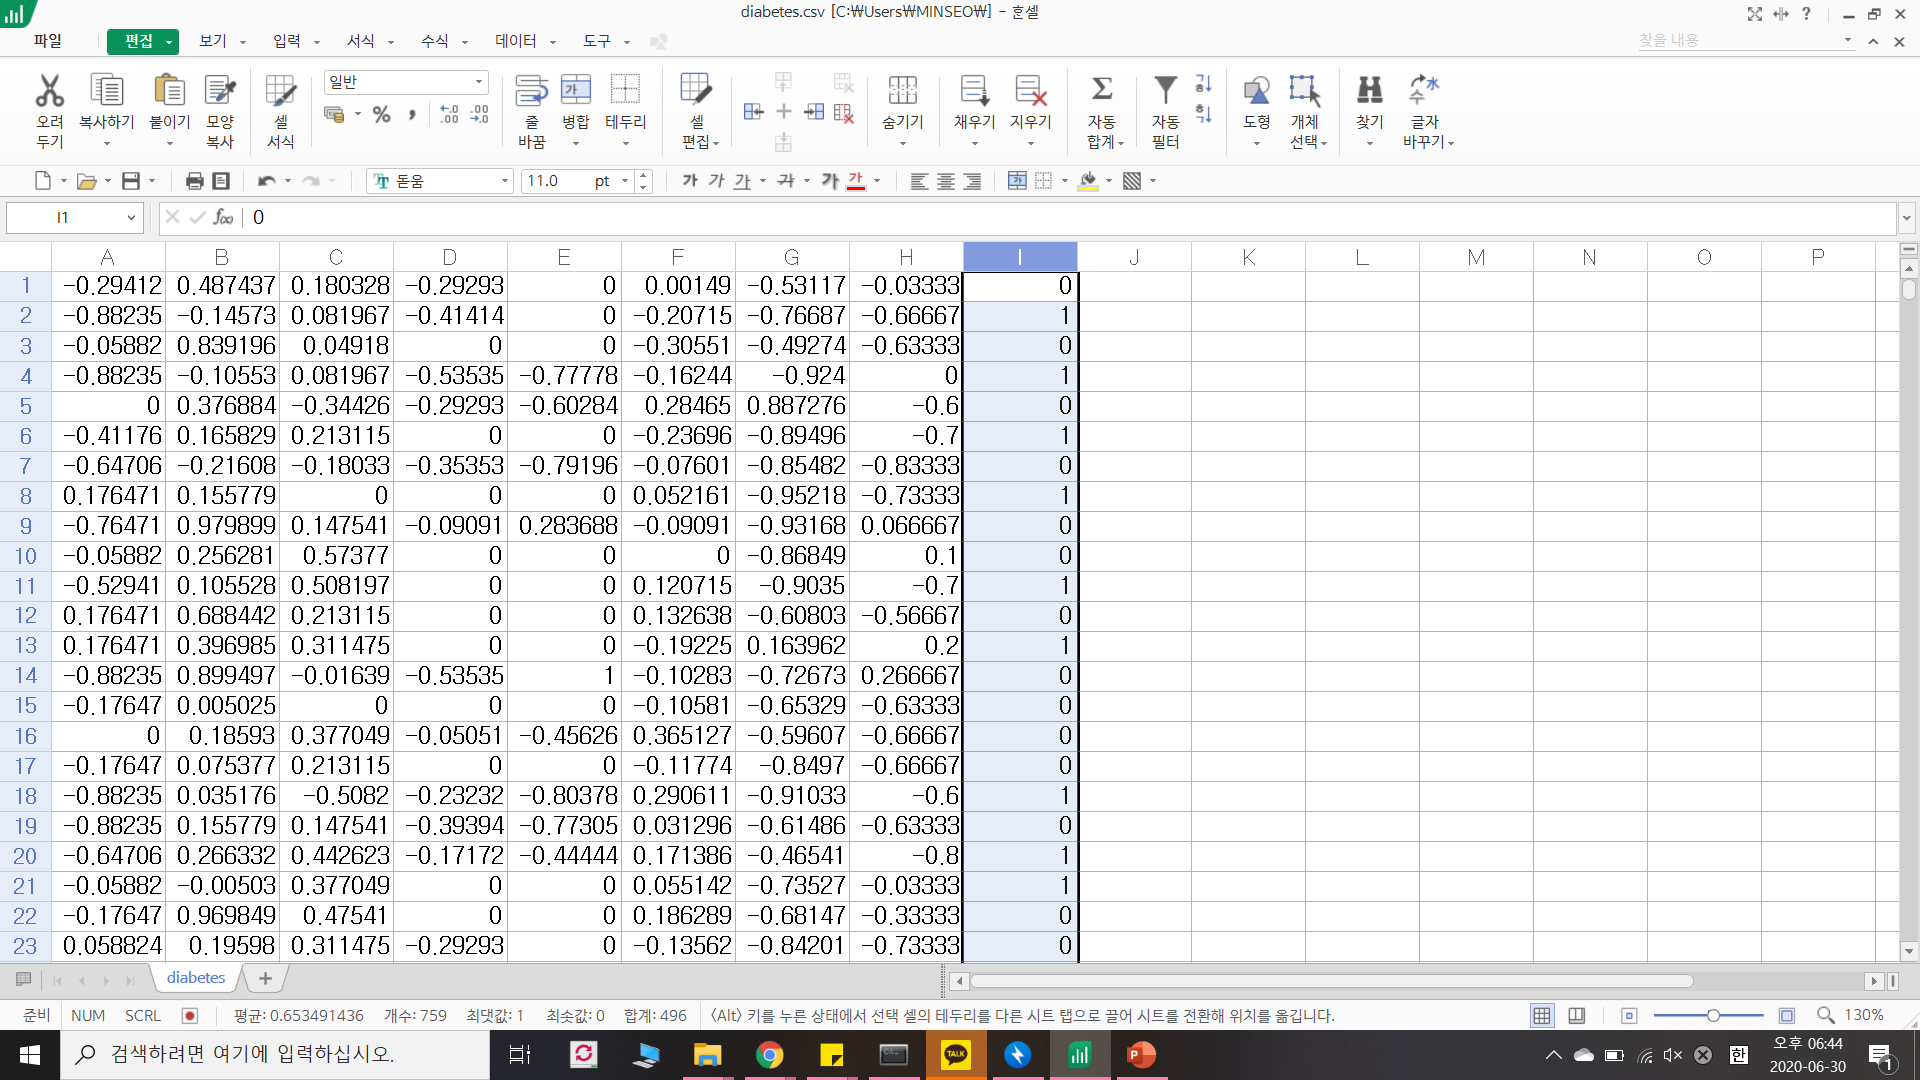 diabetes.csv [C:₩Users₩MINSEO₩] - 한셀
파일 편집 보기 입력 서식 수식 데이터 도구
찾을 내용
일반
오려 두기 복사하기 붙이기 모양 복사 셀 서식 줄 바꿈 병합 테두리 셀 편집 숨기기 채우기 지우기 자동 합계 자동 필터 도형 개체 선택 찾기 글자 바꾸기
돋움 11.0 pt 가 가 가 가 가 가
I1 0
A B C D E F G H I J K L M N O P
1 -0.29412 0.487437 0.180328 -0.29293 0 0.00149 -0.53117 -0.03333 0
2 -0.88235 -0.14573 0.081967 -0.41414 0 -0.20715 -0.76687 -0.66667 1
3 -0.05882 0.839196 0.04918 0 0 -0.30551 -0.49274 -0.63333 0
4 -0.88235 -0.10553 0.081967 -0.53535 -0.77778 -0.16244 -0.924 0 1
5 0 0.376884 -0.34426 -0.29293 -0.60284 0.28465 0.887276 -0.6 0
6 -0.41176 0.165829 0.213115 0 0 -0.23696 -0.89496 -0.7 1
7 -0.64706 -0.21608 -0.18033 -0.35353 -0.79196 -0.07601 -0.85482 -0.83333 0
8 0.176471 0.155779 0 0 0 0.052161 -0.95218 -0.73333 1
9 -0.76471 0.979899 0.147541 -0.09091 0.283688 -0.09091 -0.93168 0.066667 0
10 -0.05882 0.256281 0.57377 0 0 0 -0.86849 0.1 0
11 -0.52941 0.105528 0.508197 0 0 0.120715 -0.9035 -0.7 1
12 0.176471 0.688442 0.213115 0 0 0.132638 -0.60803 -0.56667 0
13 0.176471 0.396985 0.311475 0 0 -0.19225 0.163962 0.2 1
14 -0.88235 0.899497 -0.01639 -0.53535 1 -0.10283 -0.72673 0.266667 0
15 -0.17647 0.005025 0 0 0 -0.10581 -0.65329 -0.63333 0
16 0 0.18593 0.377049 -0.05051 -0.45626 0.365127 -0.59607 -0.66667 0
17 -0.17647 0.075377 0.213115 0 0 -0.11774 -0.8497 -0.66667 0
18 -0.88235 0.035176 -0.5082 -0.23232 -0.80378 0.290611 -0.91033 -0.6 1
19 -0.88235 0.155779 0.147541 -0.39394 -0.77305 0.031296 -0.61486 -0.63333 0
20 -0.64706 0.266332 0.442623 -0.17172 -0.44444 0.171386 -0.46541 -0.8 1
21 -0.05882 -0.00503 0.377049 0 0 0.055142 -0.73527 -0.03333 1
22 -0.17647 0.969849 0.47541 0 0 0.186289 -0.68147 -0.33333 0
23 0.058824 0.19598 0.311475 -0.29293 0 -0.13562 -0.84201 -0.73333 0
diabetes
준비 NUM SCRL 평균: 0.653491436 개수: 759 최댓값: 1 최솟값: 0 합계: 496 〈Alt〉 키를 누른 상태에서 선택 셀의 테두리를 다른 시트 탭으로 끌어 시트를 전환해 위치를 옮깁니다. 130%
검색하려면 여기에 입력하십시오.
TALK
한
오후 06:44
2020-06-30
1